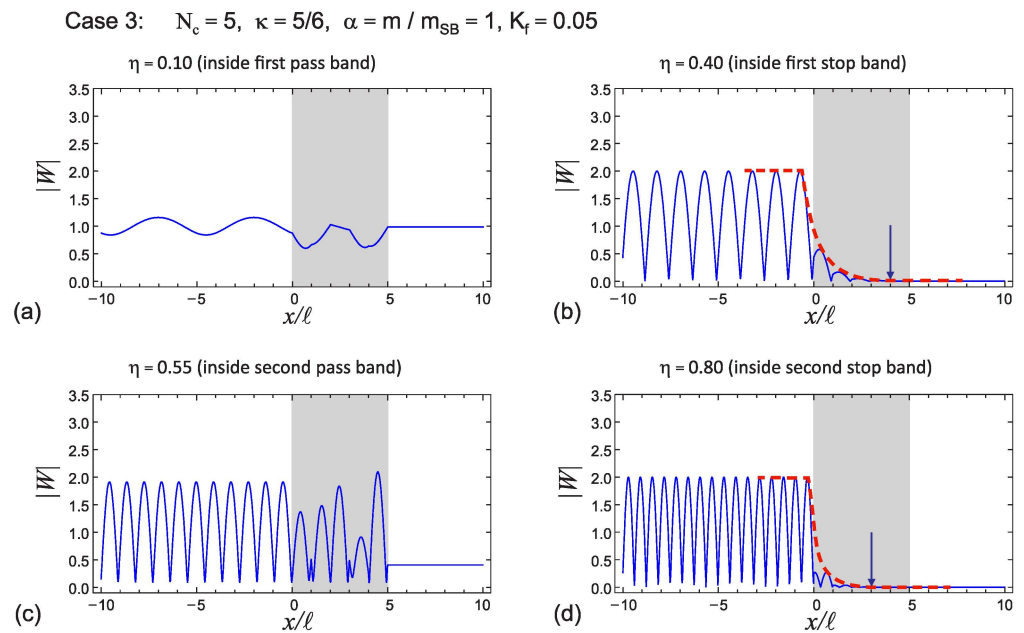 Case 3: N_c = 5, κ = 5/6, α = m / m_SB = 1, K_f = 0.05
η = 0.10 (inside first pass band)
3.5
3.0
2.5
2.0
1.5
1.0
0.5
0.0
|W|
−10 −5 0 5 10
x/ℓ
(a)
η = 0.40 (inside first stop band)
3.5
3.0
2.5
2.0
1.5
1.0
0.5
0.0
|W|
−10 −5 0 5 10
x/ℓ
(b)
η = 0.55 (inside second pass band)
3.5
3.0
2.5
2.0
1.5
1.0
0.5
0.0
|W|
−10 −5 0 5 10
x/ℓ
(c)
η = 0.80 (inside second stop band)
3.5
3.0
2.5
2.0
1.5
1.0
0.5
0.0
|W|
−10 −5 0 5 10
x/ℓ
(d)